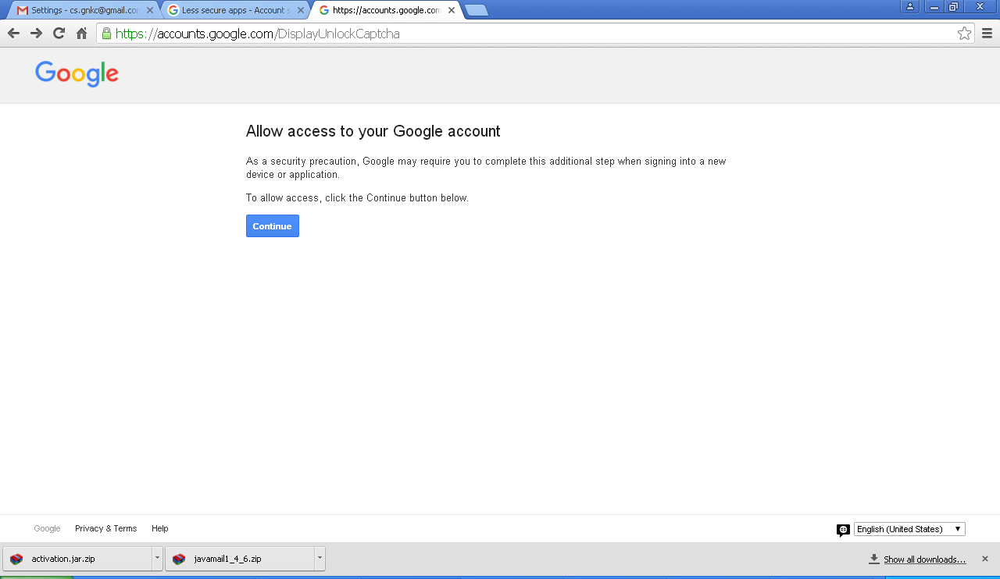 Settings - cs.gnkc@gmail.con
Less secure apps - Account s
https://accounts.google.com
https://accounts.google.com/DisplayUnlockCaptcha
Google
Allow access to your Google account
As a security precaution, Google may require you to complete this additional step when signing into a new
device or application.
To allow access, click the Continue button below.
Continue
Google Privacy & Terms Help
English (United States)
activation.jar.zip
javamail1_4_6.zip
Show all downloads...